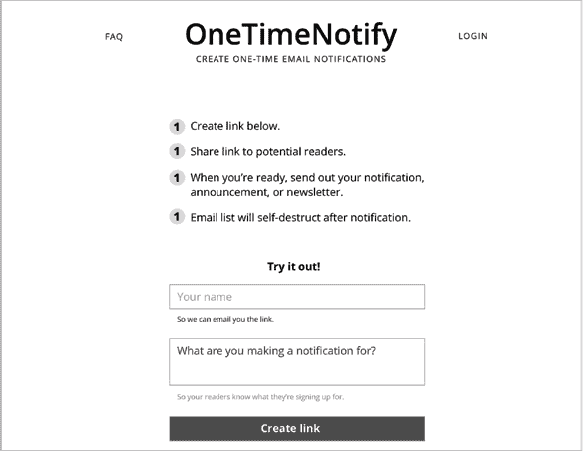 FAQ
OneTimeNotify
LOGIN
CREATE ONE-TIME EMAIL NOTIFICATIONS
1 Create link below.
1 Share link to potential readers.
1 When you're ready, send out your notification,
announcement, or newsletter.
1 Email list will self-destruct after notification.
Try it out!
Your name
So we can email you the link.
What are you making a notification for?
So your readers know what they're signing up for.
Create link